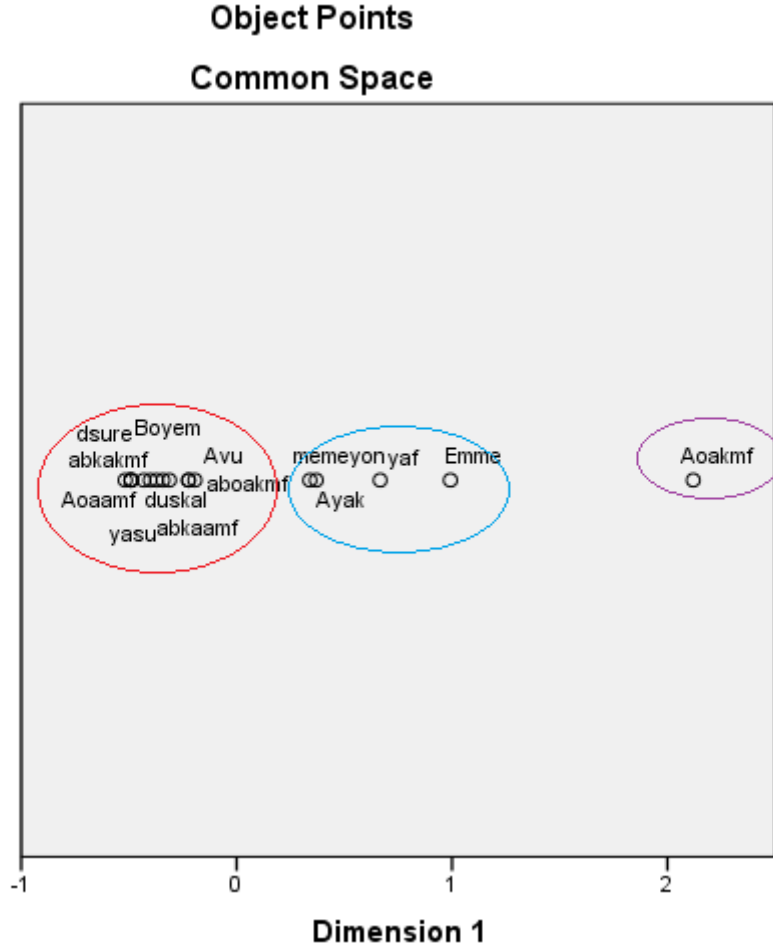 Object Points
Common Space
dsure Boyem
abkakmf Avu memeyon yaf Emme Aoakmf
Aoaamf duskal aboakmf Ayak
yasu abkaamf
-1 0 1 2
Dimension 1